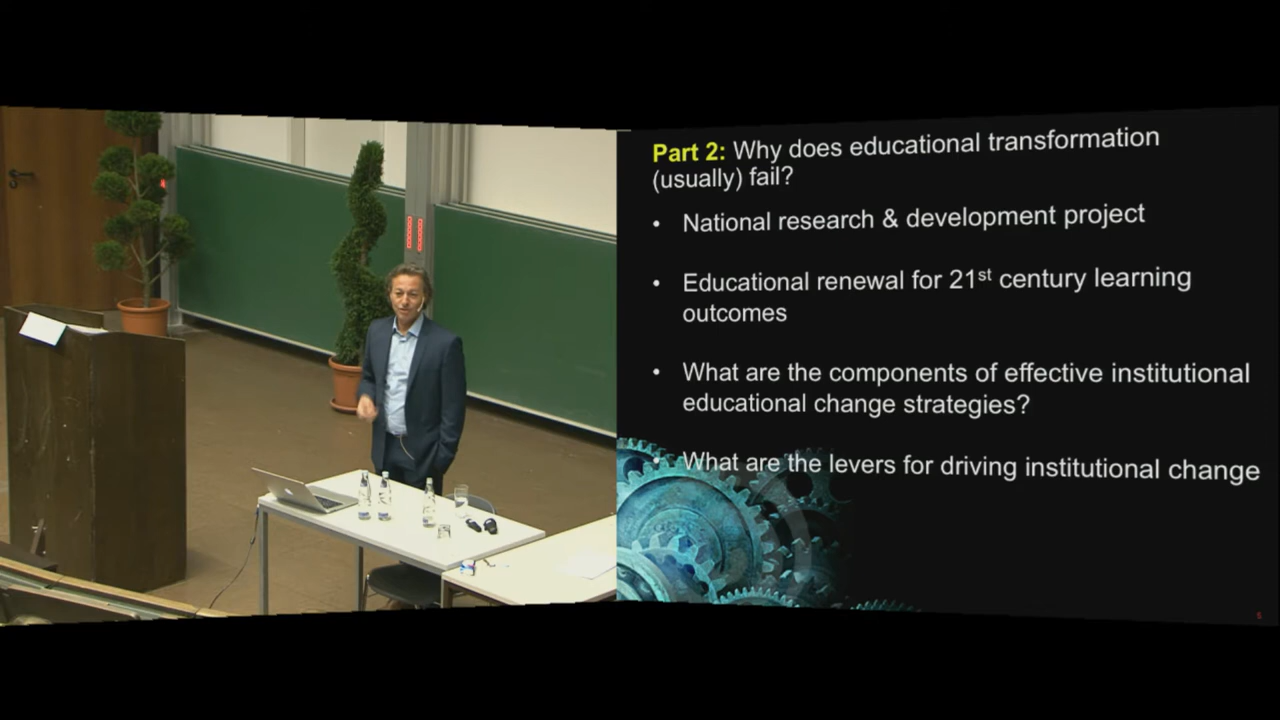 Part 2: Why does educational transformation
(usually) fail?
• National research & development project
• Educational renewal for 21st century learning
outcomes
• What are the components of effective institutional
educational change strategies?
• What are the levers for driving institutional change
5